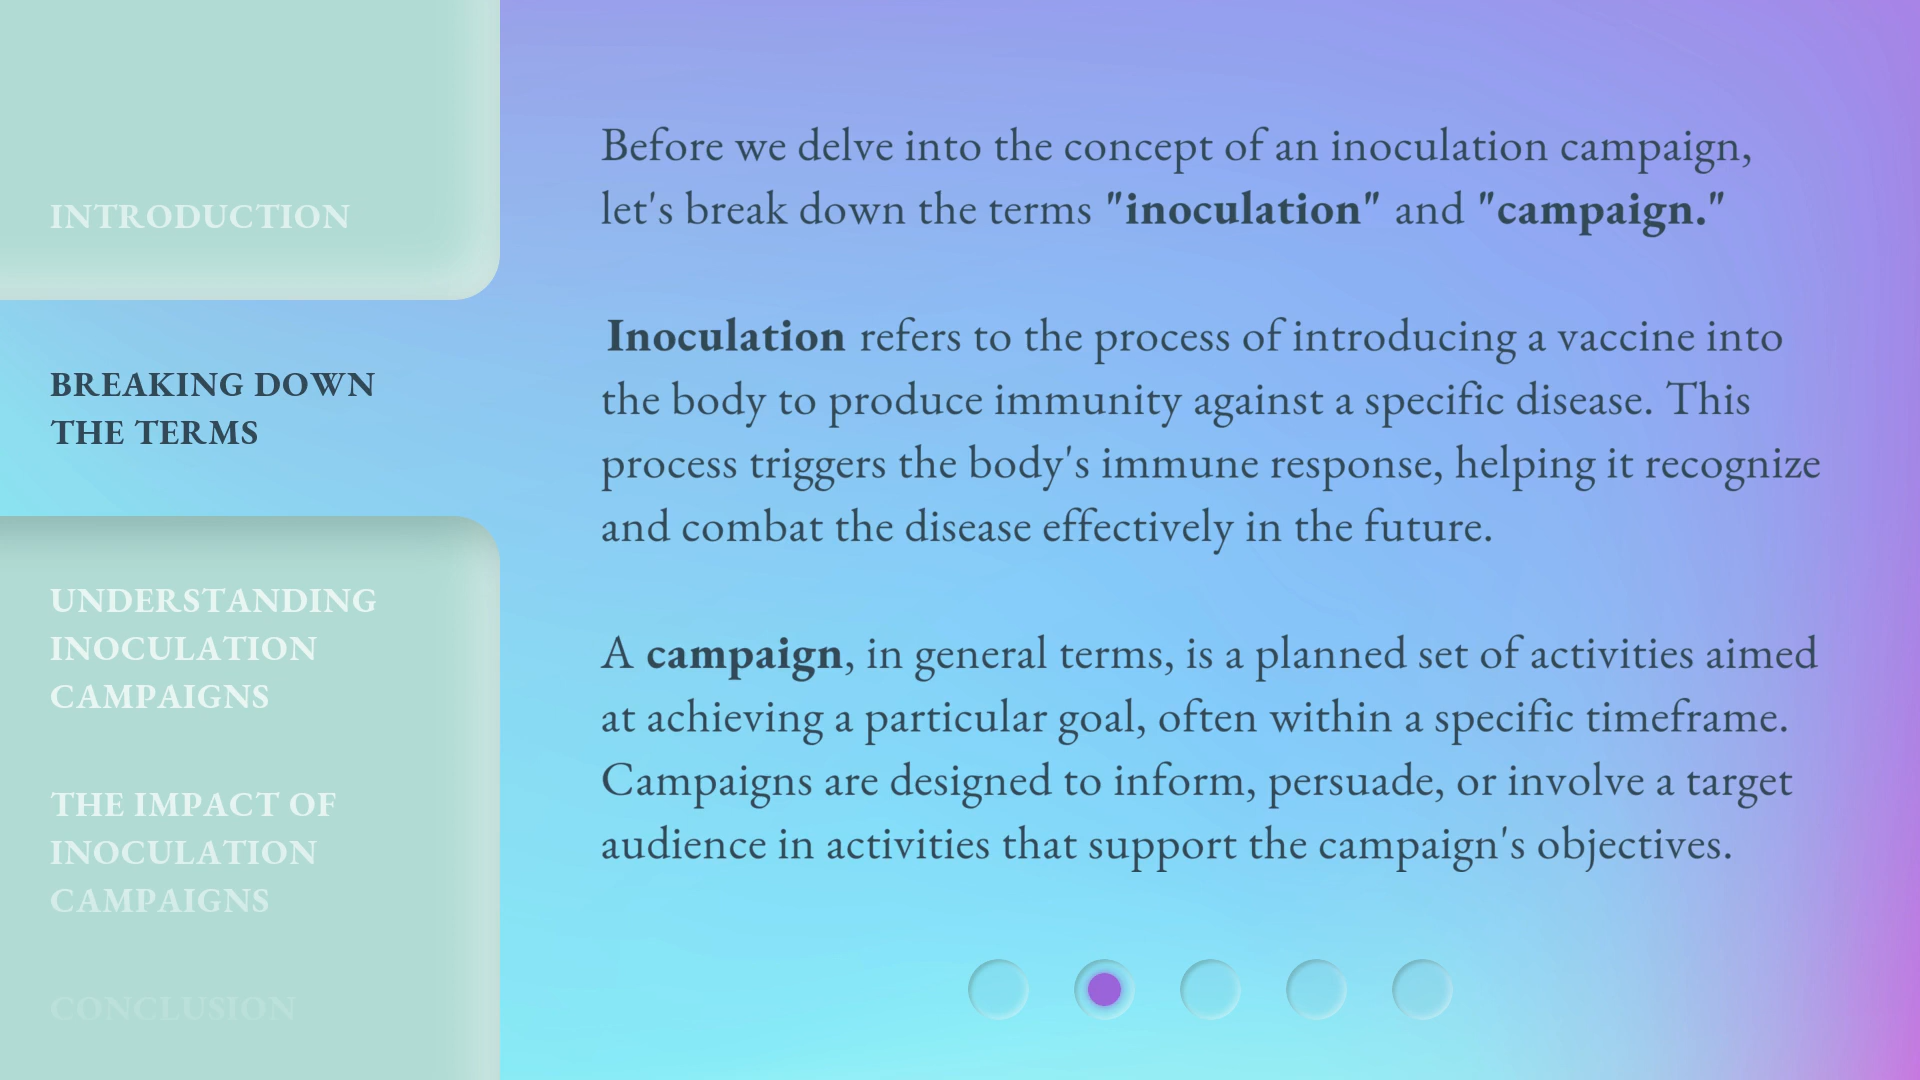 INTRODUCTION
BREAKING DOWN
THE TERMS
UNDERSTANDING
INOCULATION
CAMPAIGNS
THE IMPACT OF
INOCULATION
CAMPAIGNS
CONCLUSION
Before we delve into the concept of an inoculation campaign,
let's break down the terms "inoculation" and "campaign."
Inoculation refers to the process of introducing a vaccine into
the body to produce immunity against a specific disease. This
process triggers the body's immune response, helping it recognize
and combat the disease effectively in the future.
A campaign, in general terms, is a planned set of activities aimed
at achieving a particular goal, often within a specific timeframe.
Campaigns are designed to inform, persuade, or involve a target
audience in activities that support the campaign's objectives.